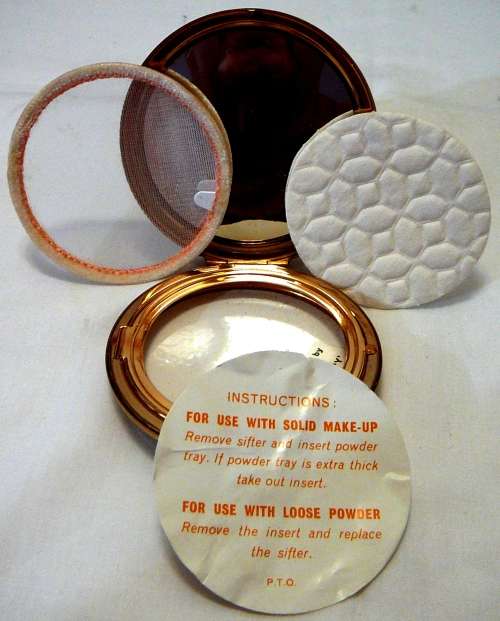 by
INSTRUCTIONS:
FOR USE WITH SOLID MAKE-UP
Remove sifter and insert powder
tray. If powder tray is extra thick
take out insert.
FOR USE WITH LOOSE POWDER
Remove the insert and replace
the sifter.
P.T.O.